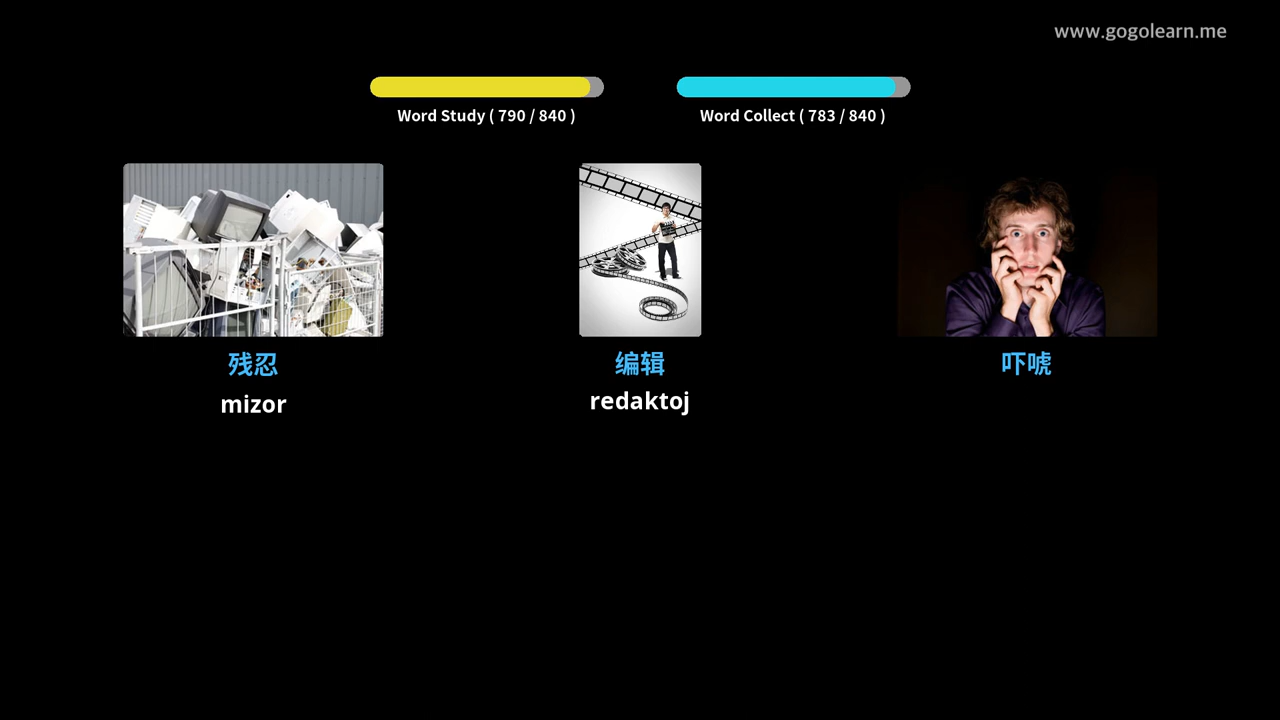 www.gogolearn.me
Word Study ( 790 / 840 )
Word Collect ( 783 / 840 )
残忍
编辑
吓唬
mizor
redaktoj